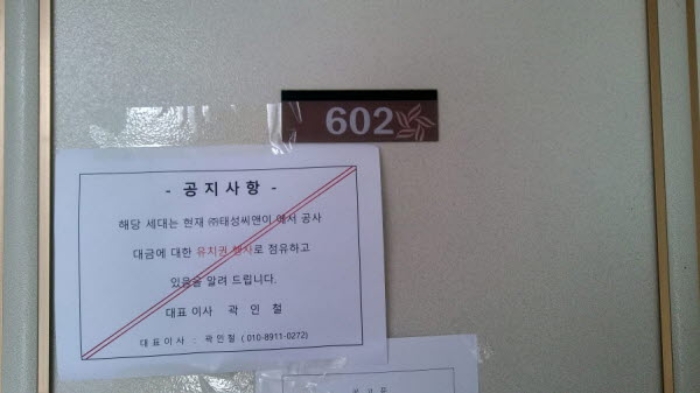 602
- 공 지 사 항 -
해당 세대는 현재 ㈜태성씨앤이 에서 공사
대금에 대한 유치권 행사로 점유하고
있음을 알려 드립니다.
대표 이사 곽 인 철
대 표 이 사 : 곽 인 철 ( 010-8911-0272)